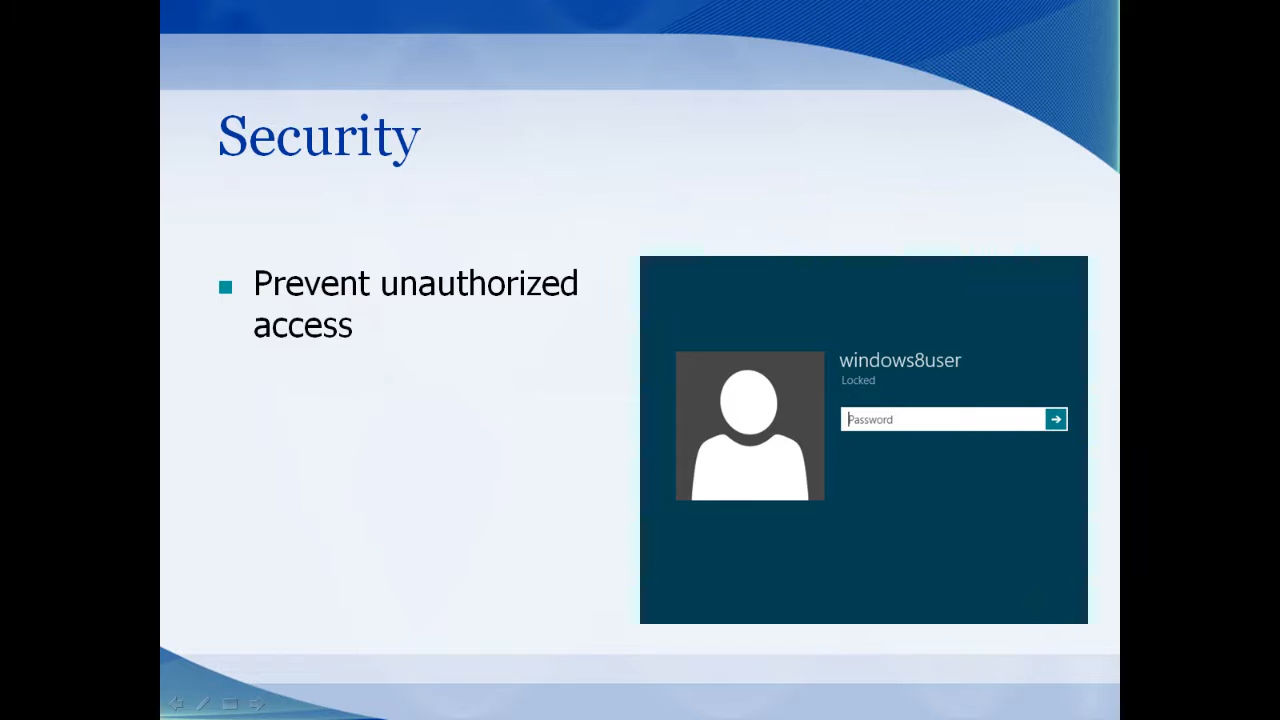 Security
Prevent unauthorized
access
windows8user
Locked
Password